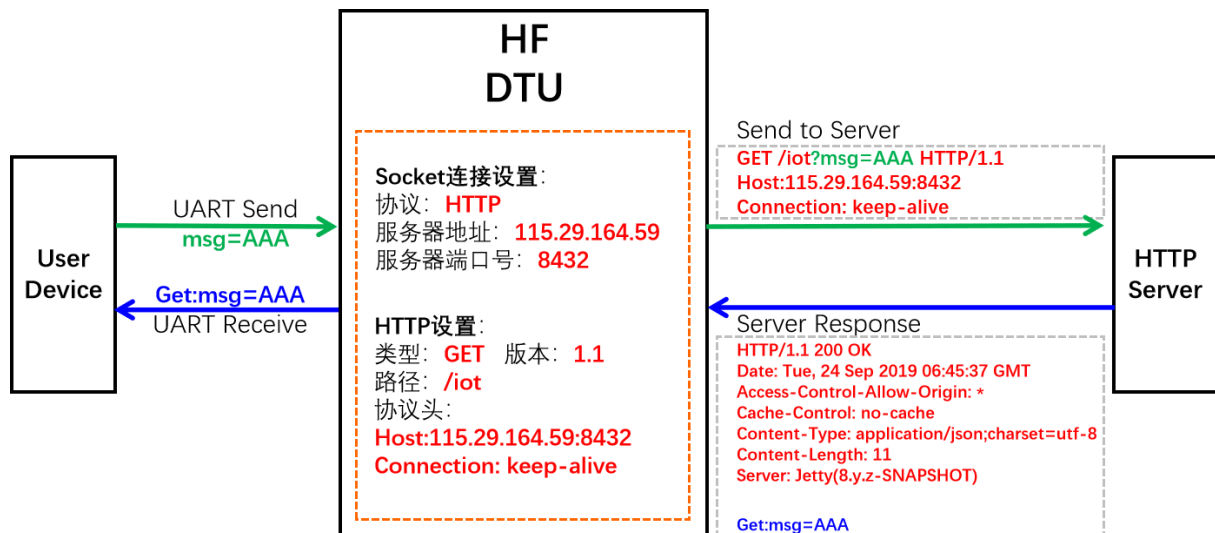 HF
DTU
Socket连接设置：
协议：HTTP
服务器地址：115.29.164.59
服务器端口号：8432
HTTP设置：
类型：GET 版本：1.1
路径：/iot
协议头：
Host:115.29.164.59:8432
Connection: keep-alive
User
Device
UART Send
msg=AAA
Get:msg=AAA
UART Receive
Send to Server
GET /iot?msg=AAA HTTP/1.1
Host:115.29.164.59:8432
Connection: keep-alive
HTTP
Server
Server Response
HTTP/1.1 200 OK
Date: Tue, 24 Sep 2019 06:45:37 GMT
Access-Control-Allow-Origin: *
Cache-Control: no-cache
Content-Type: application/json;charset=utf-8
Content-Length: 11
Server: Jetty(8.y.z-SNAPSHOT)
Get:msg=AAA